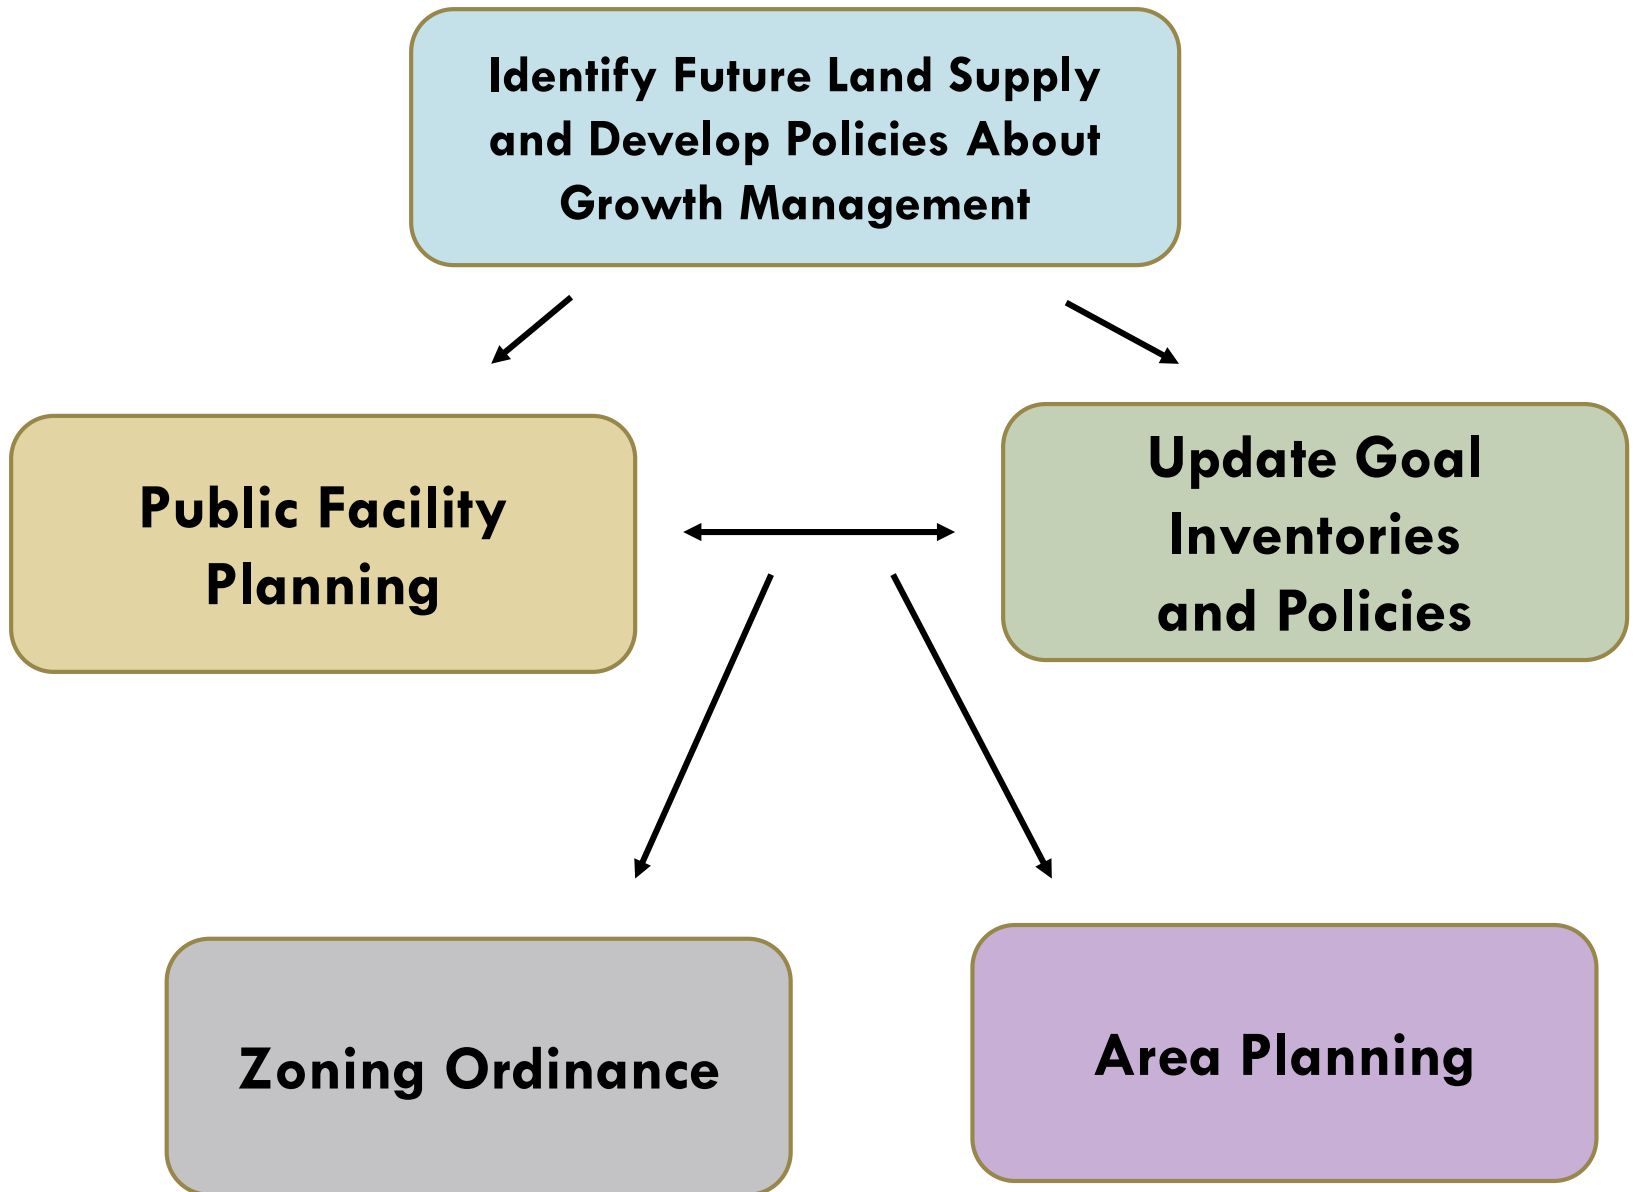 Identify Future Land Supply
and Develop Policies About
Growth Management
Public Facility
Planning
Update Goal
Inventories
and Policies
Zoning Ordinance
Area Planning